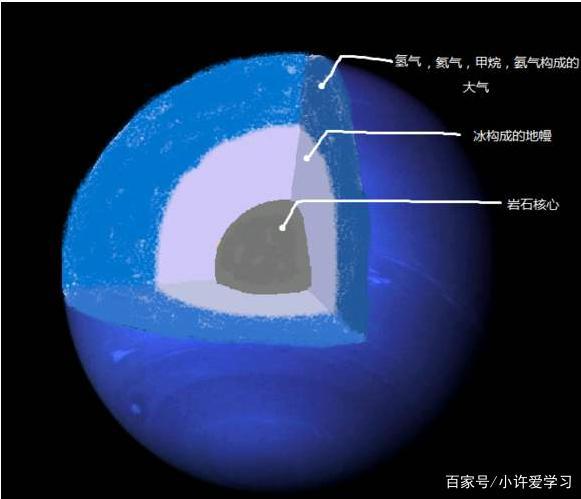 氢气，氦气，甲烷，氨气构成的
大气
冰构成的地幔
岩石核心
百家号/小许爱学习